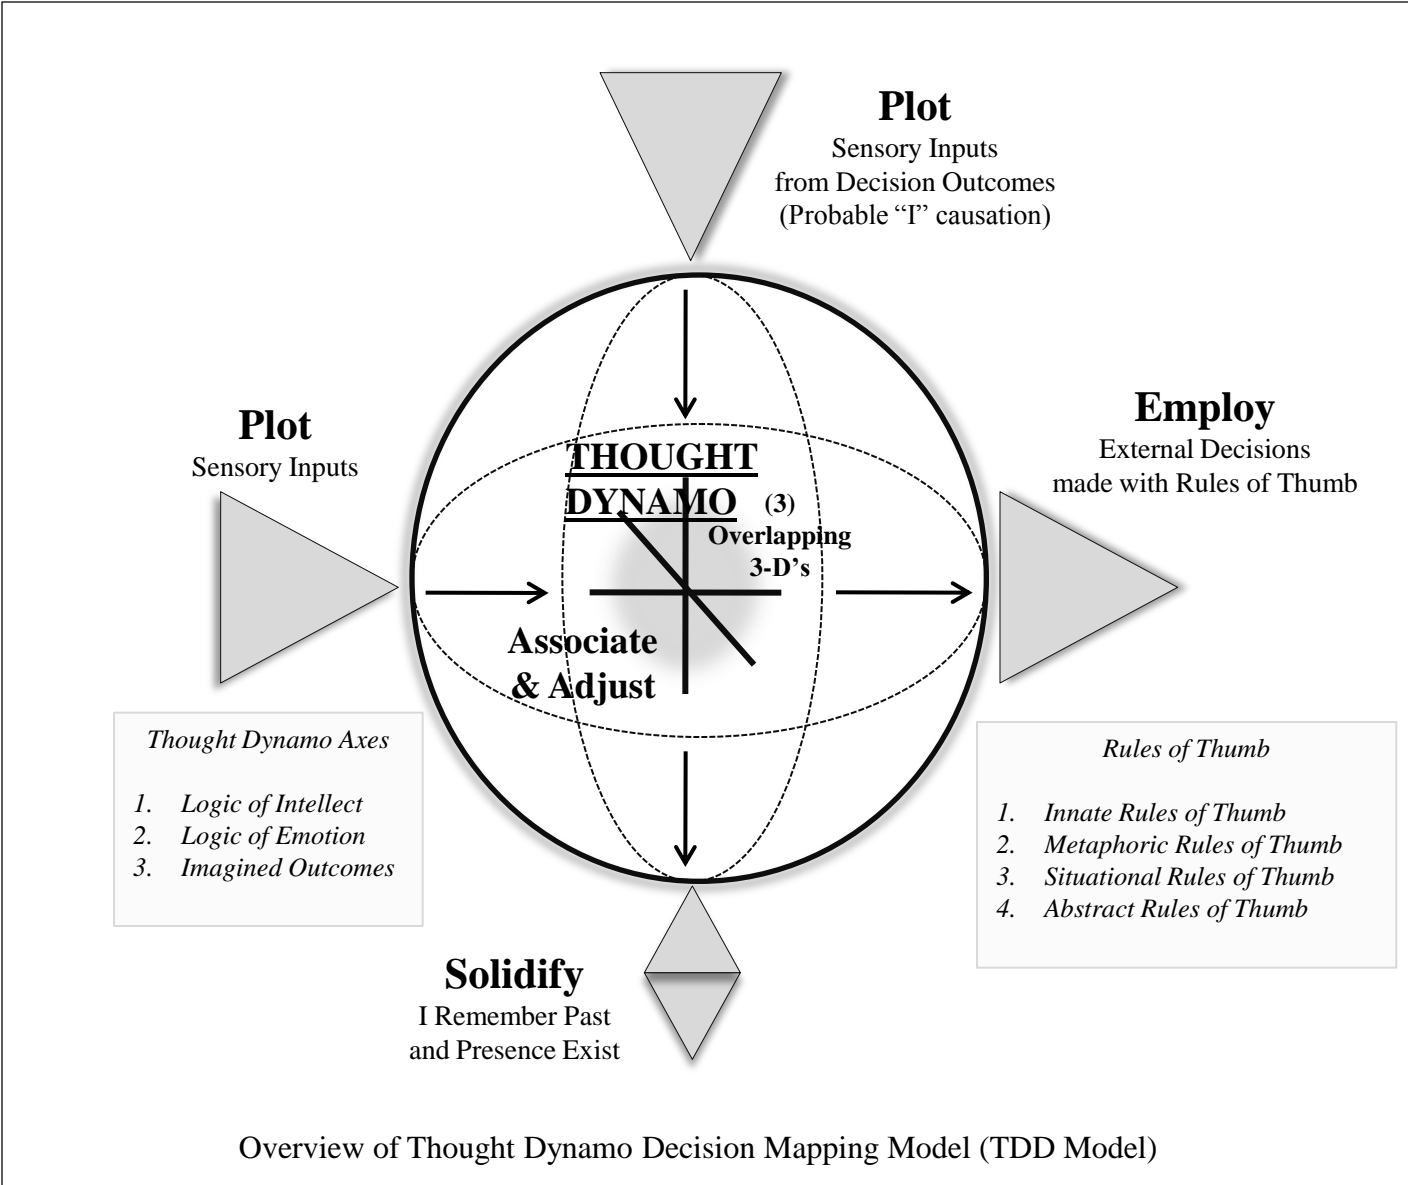 Plot
Sensory Inputs
from Decision Outcomes
(Probable “I” causation)
Plot
Sensory Inputs
Employ
External Decisions
made with Rules of Thumb
THOUGHT
DYNAMO
(3)
Overlapping
3-D’s
Associate
& Adjust
Thought Dynamo Axes
1. Logic of Intellect
2. Logic of Emotion
3. Imagined Outcomes
Rules of Thumb
1. Innate Rules of Thumb
2. Metaphoric Rules of Thumb
3. Situational Rules of Thumb
4. Abstract Rules of Thumb
Solidify
I Remember Past
and Presence Exist
Overview of Thought Dynamo Decision Mapping Model (TDD Model)